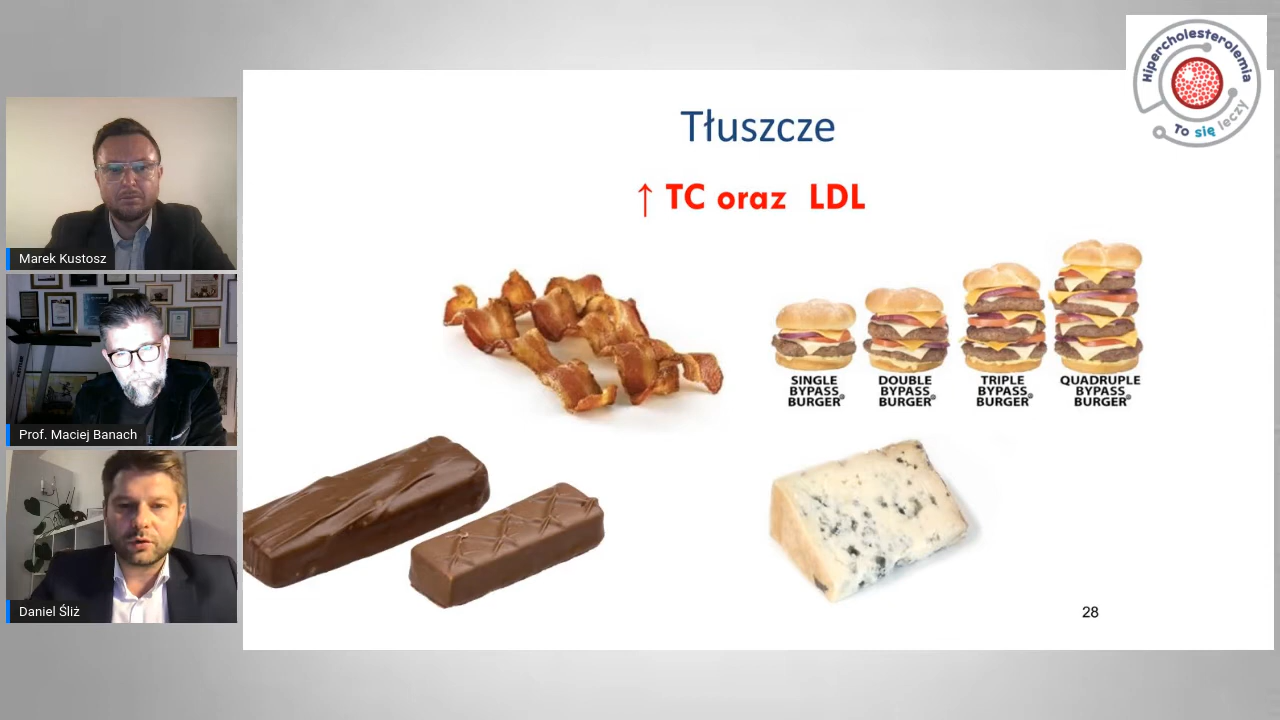 Hipercholesterolemia
To się leczy
Tłuszcze
↑ TC oraz LDL
Marek Kustosz
SINGLE
BYPASS
BURGER®
DOUBLE
BYPASS
BURGER®
TRIPLE
BYPASS
BURGER®
QUADRUPLE
BYPASS
BURGER®
Prof. Maciej Banach
Daniel Śliż
28